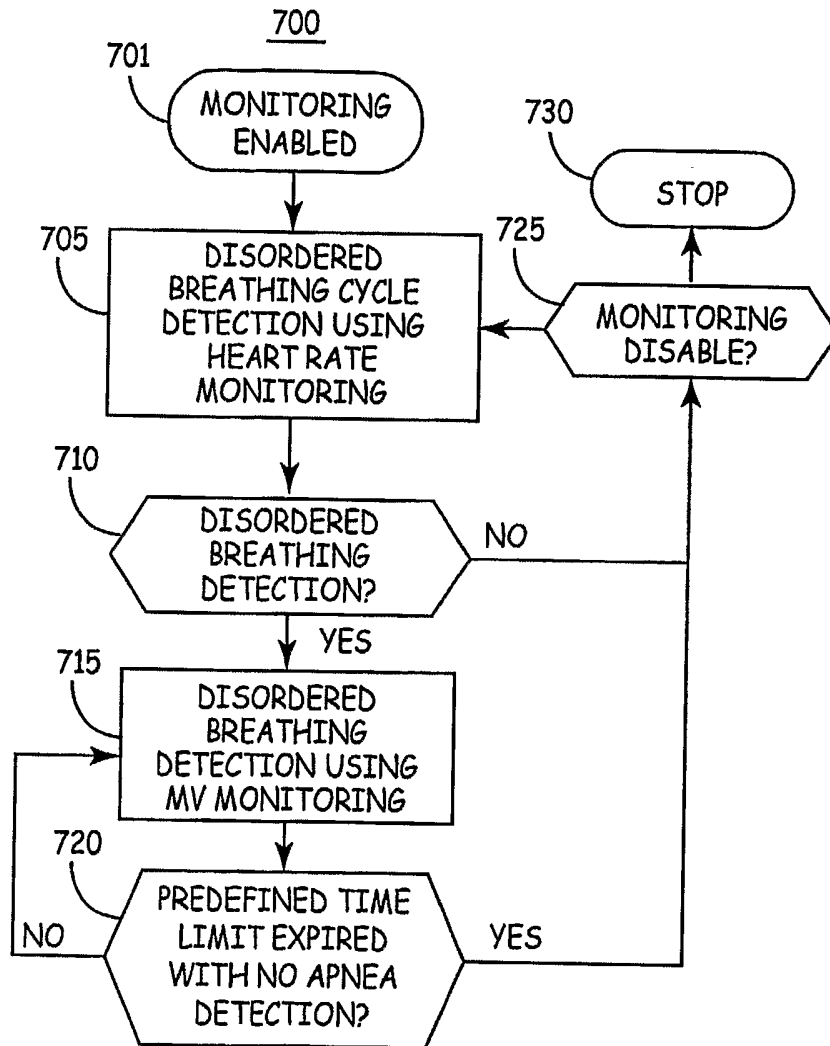 700
701
MONITORING
ENABLED
730
STOP
705
DISORDERED
BREATHING CYCLE
DETECTION USING
HEART RATE
MONITORING
725
MONITORING
DISABLE?
710
DISORDERED
BREATHING
DETECTION?
NO
YES
715
DISORDERED
BREATHING
DETECTION USING
MV MONITORING
720
PREDEFINED TIME
LIMIT EXPIRED
WITH NO APNEA
DETECTION?
NO
YES